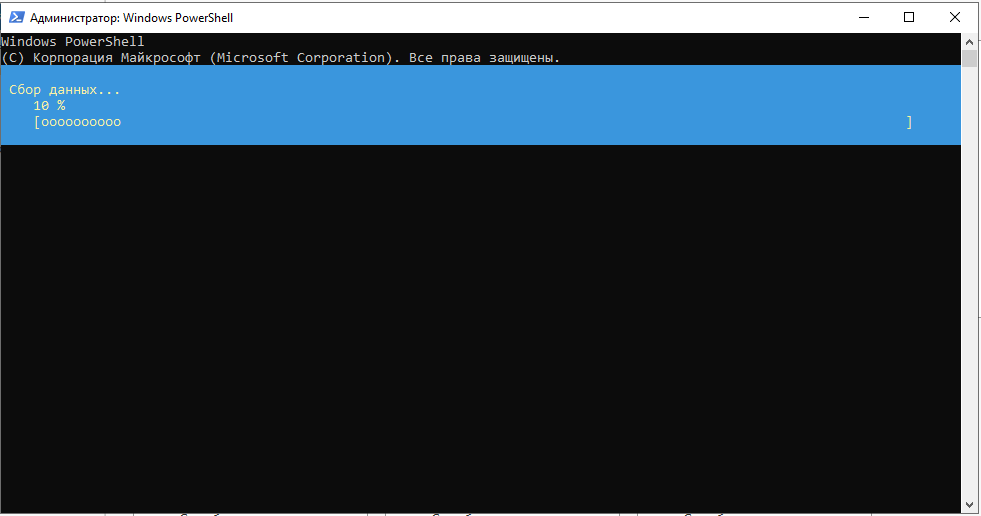 Администратор: Windows PowerShell
Windows PowerShell
(C) Корпорация Майкрософт (Microsoft Corporation). Все права защищены.
Сбор данных...
10 %
[oooooooooo ]